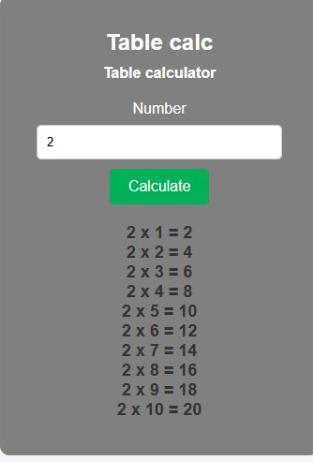 Table calc
Table calculator
Number
2
Calculate
2 x 1 = 2
2 x 2 = 4
2 x 3 = 6
2 x 4 = 8
2 x 5 = 10
2 x 6 = 12
2 x 7 = 14
2 x 8 = 16
2 x 9 = 18
2 x 10 = 20